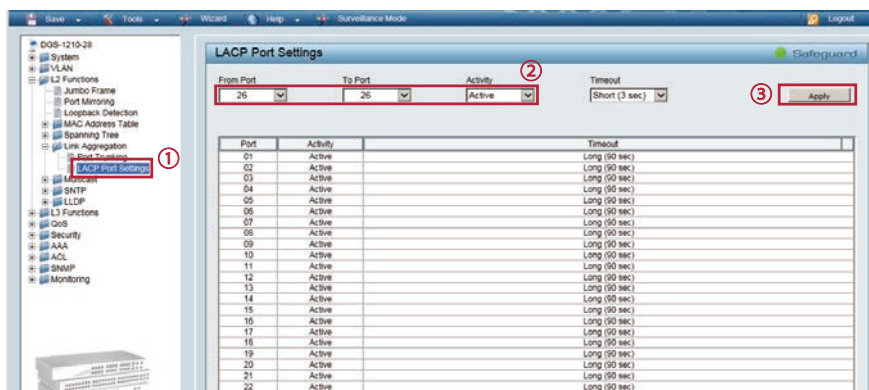 Save Tools Wizard Help Surveillance Mode Logout
DGS-1210-28
System
VLAN
L2 Functions
Jumbo Frame
Port Mirroring
Loopback Detection
MAC Address Table
Spanning Tree
Link Aggregation
Port Trunking
LACP Port Settings
①
Multicast
SNTP
LLDP
L3 Functions
QoS
Security
AAA
ACL
SNMP
Monitoring
LACP Port Settings
Safeguard
From Port To Port Activity ② Timeout
26 26 Active Short (3 sec) ③ Apply
Port Activity Timeout
01 Active Long (90 sec)
02 Active Long (90 sec)
03 Active Long (90 sec)
04 Active Long (90 sec)
05 Active Long (90 sec)
06 Active Long (90 sec)
07 Active Long (90 sec)
08 Active Long (90 sec)
09 Active Long (90 sec)
10 Active Long (90 sec)
11 Active Long (90 sec)
12 Active Long (90 sec)
13 Active Long (90 sec)
14 Active Long (90 sec)
15 Active Long (90 sec)
16 Active Long (90 sec)
17 Active Long (90 sec)
18 Active Long (90 sec)
19 Active Long (90 sec)
20 Active Long (90 sec)
21 Active Long (90 sec)
22 Active Long (90 sec)